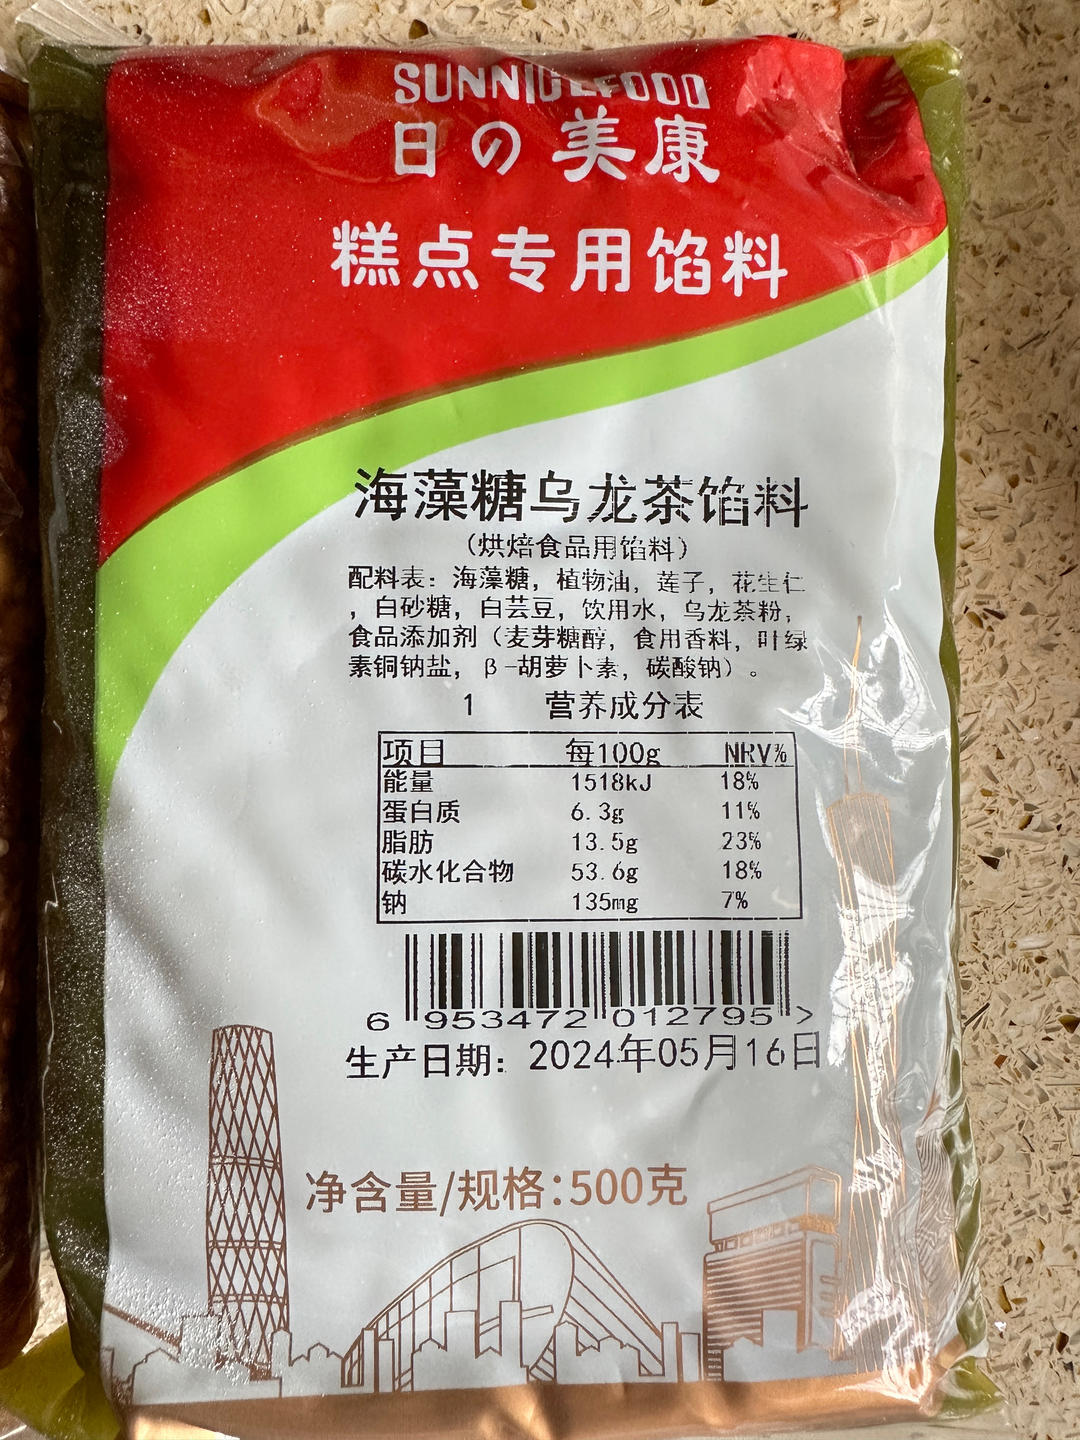 SUNNICEFOOD
日の美康
糕点专用馅料
海藻糖乌龙茶馅料
（烘焙食品用馅料）
配料表：海藻糖，植物油，莲子，花生仁
，白砂糖，白芸豆，饮用水，乌龙茶粉，
食品添加剂（麦芽糖醇，食用香料，叶绿
素铜钠盐，β-胡萝卜素，碳酸钠）。
1 营养成分表
项目 每100g NRV%
能量 1518kJ 18%
蛋白质 6.3g 11%
脂肪 13.5g 23%
碳水化合物 53.6g 18%
钠 135mg 7%
6 953472 012795 >
生产日期：2024年05月16日
净含量/规格：500克